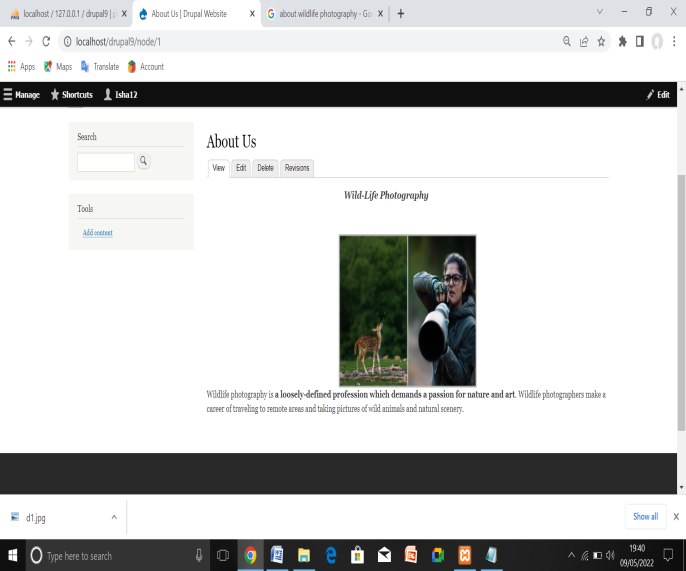 localhost / 127.0.0.1 / drupal9 | p
About Us | Drupal Website
about wildlife photography - Goo
localhost/drupal9/node/1
Apps Maps Translate Account
Manage Shortcuts Isha12 Edit
Search
Tools
Add content
About Us
View Edit Delete Revisions
Wild-Life Photography
Wildlife photography is a loosely-defined profession which demands a passion for nature and art. Wildlife photographers make a
career of traveling to remote areas and taking pictures of wild animals and natural scenery.
d1.jpg
Show all
Type here to search
19:40
09/05/2022